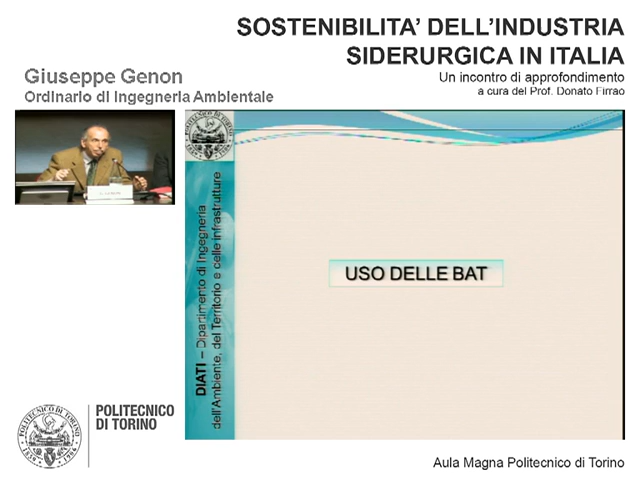 SOSTENIBILITA' DELL'INDUSTRIA
SIDERURGICA IN ITALIA
Un incontro di approfondimento
a cura del Prof. Donato Firrao
Giuseppe Genon
Ordinario di Ingegneria Ambientale
DIATI – Dipartimento di Ingegneria
dell'Ambiente, del Territorio e delle infrastrutture
USO DELLE BAT
POLITECNICO
DI TORINO
Aula Magna Politecnico di Torino